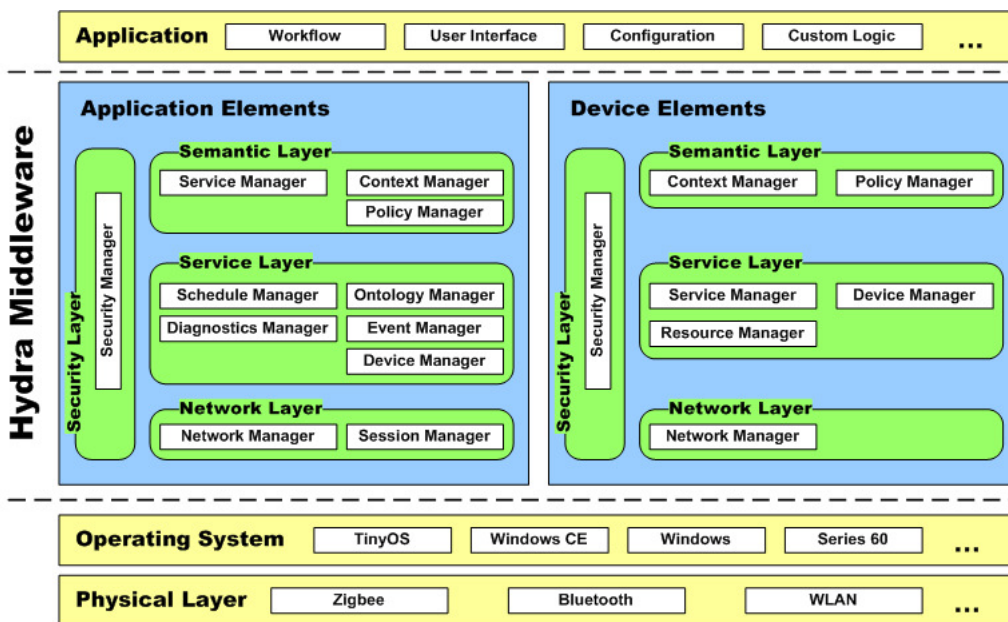 Application Workflow User Interface Configuration Custom Logic ...
Hydra Middleware
Application Elements
Security Layer
Security Manager
Semantic Layer
Service Manager Context Manager
Policy Manager
Service Layer
Schedule Manager Ontology Manager
Diagnostics Manager Event Manager
Device Manager
Network Layer
Network Manager Session Manager
Device Elements
Security Layer
Security Manager
Semantic Layer
Context Manager Policy Manager
Service Layer
Service Manager Device Manager
Resource Manager
Network Layer
Network Manager
Operating System TinyOS Windows CE Windows Series 60 ...
Physical Layer Zigbee Bluetooth WLAN ...